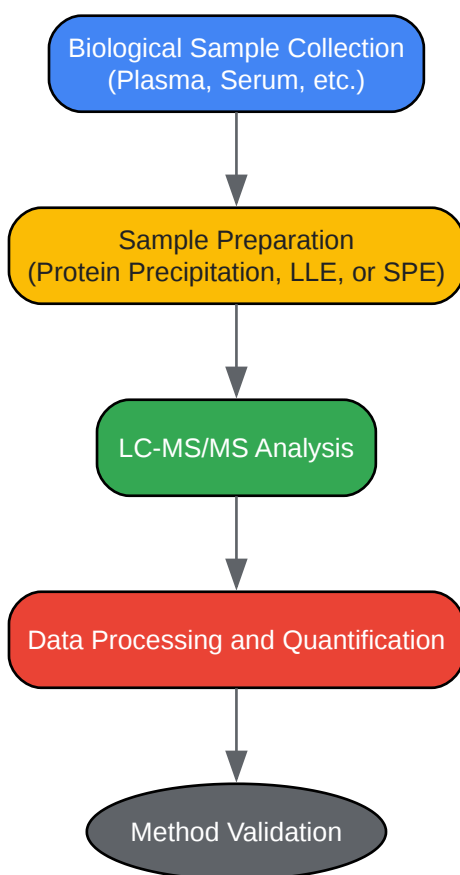 Biological Sample Collection
(Plasma, Serum, etc.)
Sample Preparation
(Protein Precipitation, LLE, or SPE)
LC-MS/MS Analysis
Data Processing and Quantification
Method Validation